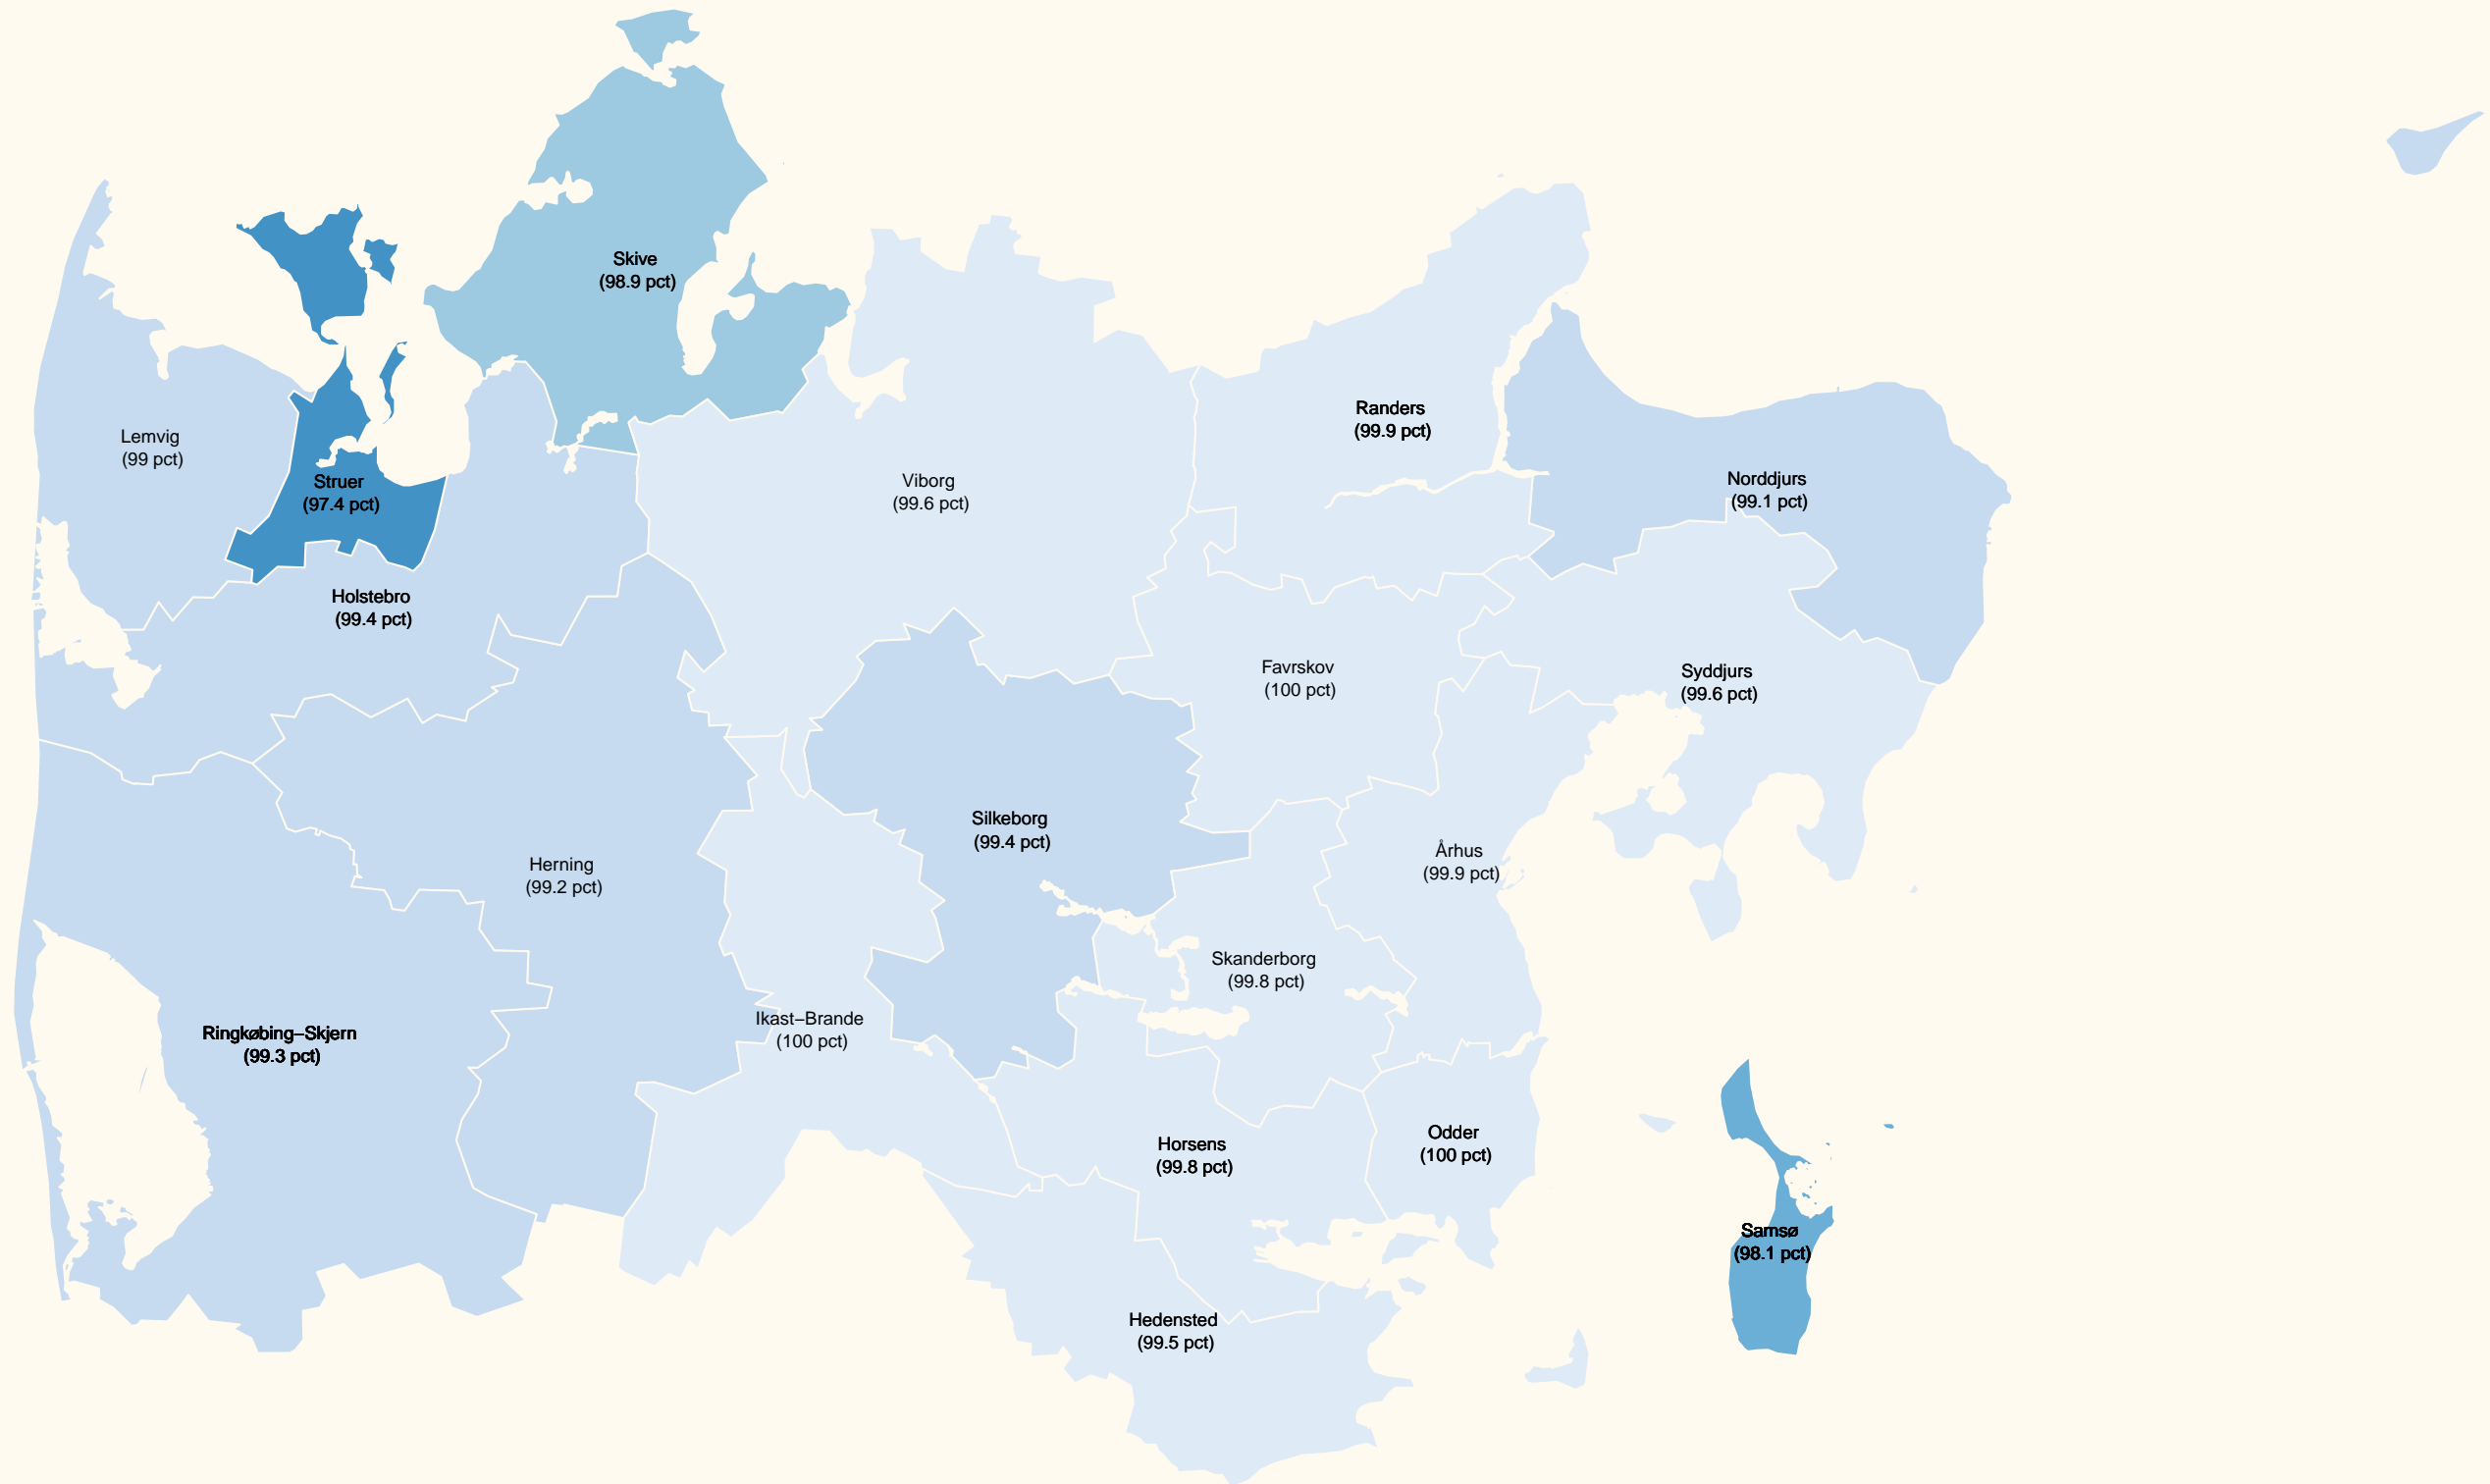 Skive
(98.9 pct)
Randers
(99.9 pct)
Lemvig
(99 pct)
Struer
(97.4 pct)
Viborg
(99.6 pct)
Norddjurs
(99.1 pct)
Holstebro
(99.4 pct)
Favrskov
(100 pct)
Syddjurs
(99.6 pct)
Silkeborg
(99.4 pct)
Århus
(99.9 pct)
Herning
(99.2 pct)
Skanderborg
(99.8 pct)
Ikast–Brande
(100 pct)
Ringkøbing–Skjern
(99.3 pct)
Odder
(100 pct)
Horsens
(99.8 pct)
Samsø
(98.1 pct)
Hedensted
(99.5 pct)